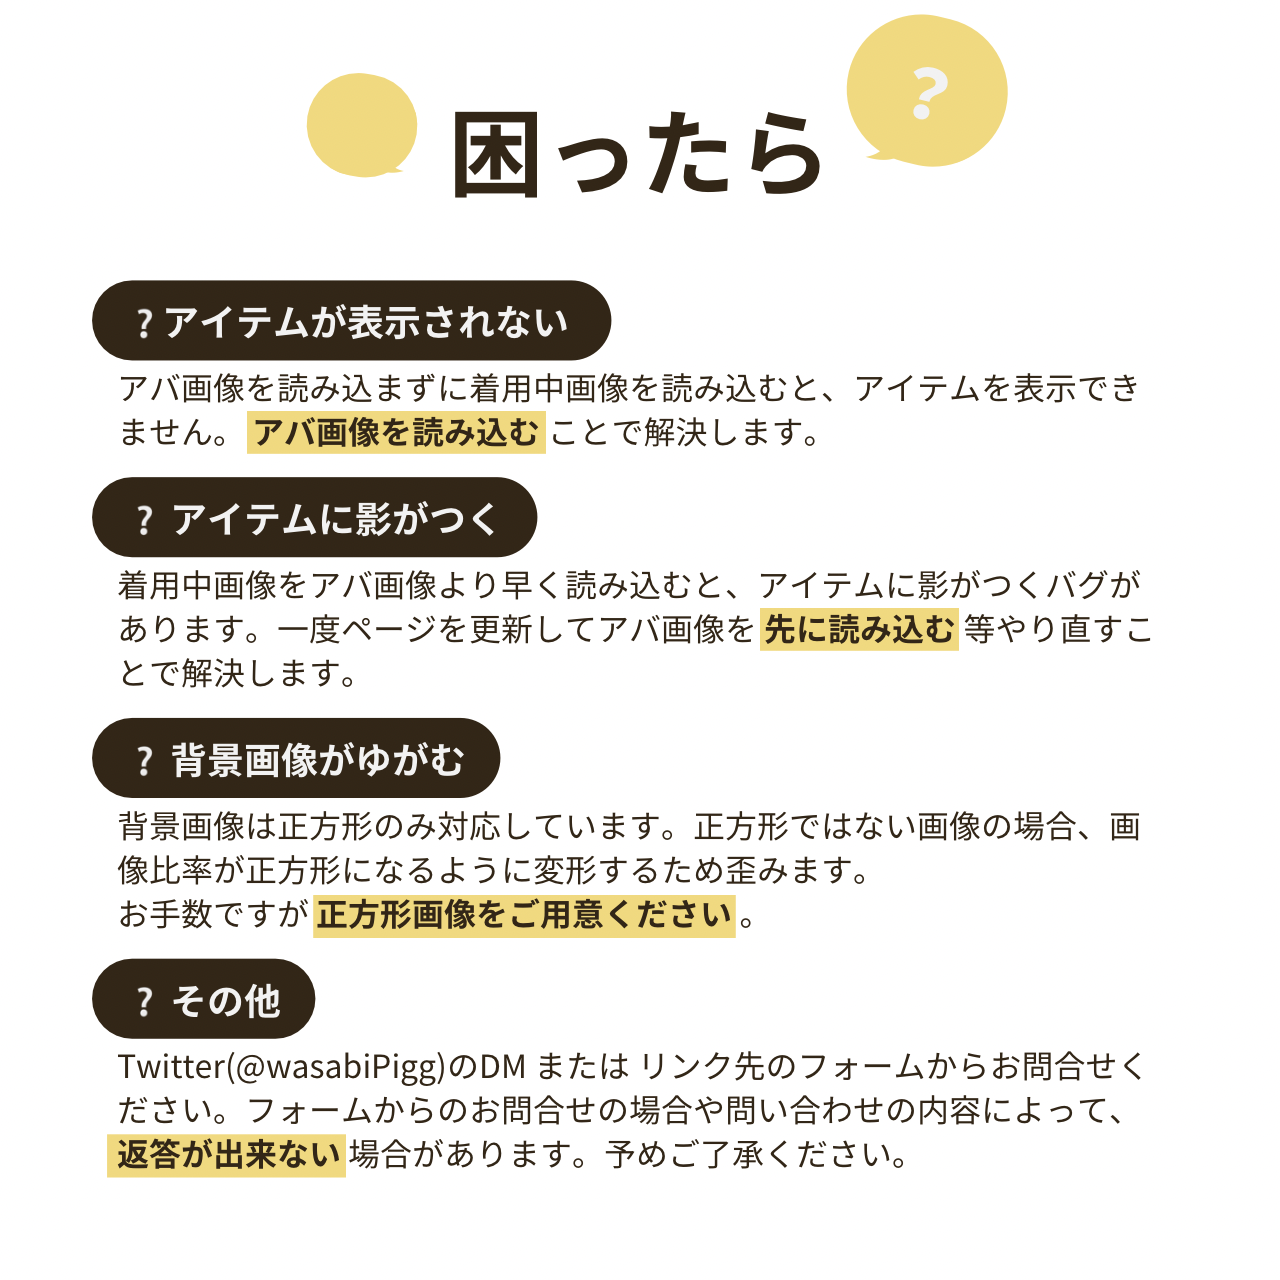 ?
困ったら
?アイテムが表示されない
アバ画像を読み込まずに着用中画像を読み込むと、アイテムを表示でき
ません。アバ画像を読み込むことで解決します。
? アイテムに影がつく
着用中画像をアバ画像より早く読み込むと、アイテムに影がつくバグが
あります。一度ページを更新してアバ画像を先に読み込む等やり直すこ
とで解決します。
? 背景画像がゆがむ
背景画像は正方形のみ対応しています。正方形ではない画像の場合、画
像比率が正方形になるように変形するため歪みます。
お手数ですが正方形画像をご用意ください。
? その他
Twitter(@wasabiPigg)のDM または リンク先のフォームからお問合せく
ださい。フォームからのお問合せの場合や問い合わせの内容によって、
返答が出来ない場合があります。予めご了承ください。